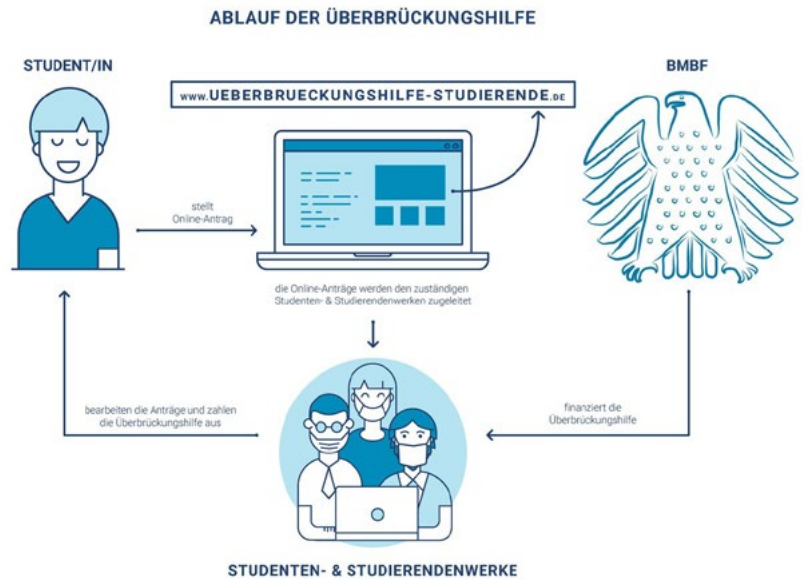 ABLAUF DER ÜBERBRÜCKUNGSHILFE
STUDENT/IN
BMBF
www.UEBERBRUECKUNGSHILFE-STUDIERENDE.DE
stellt
Online-Antrag
die Online-Anträge werden den zuständigen
Studenten- & Studierendenwerken zugeleitet
bearbeiten die Anträge und zahlen
die Überbrückungshilfe aus
finanziert die
Überbrückungshilfe
STUDENTEN- & STUDIERENDENWERKE